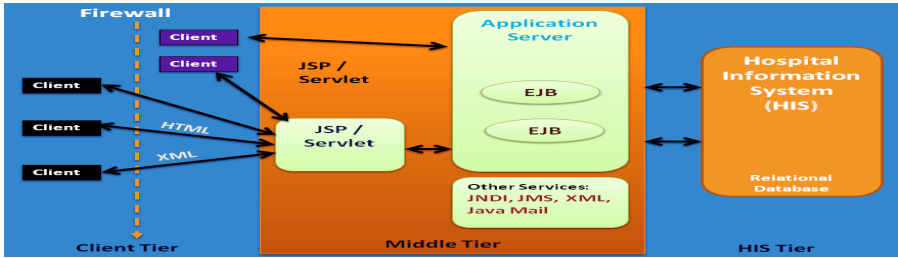 Firewall
Client
Client
Client
Client
Client
HTML
XML
Client Tier
JSP /
Servlet
JSP /
Servlet
Application
Server
EJB
EJB
Other Services:
JNDI, JMS, XML,
Java Mail
Middle Tier
Hospital
Information
System
(HIS)
Relational
Database
HIS Tier